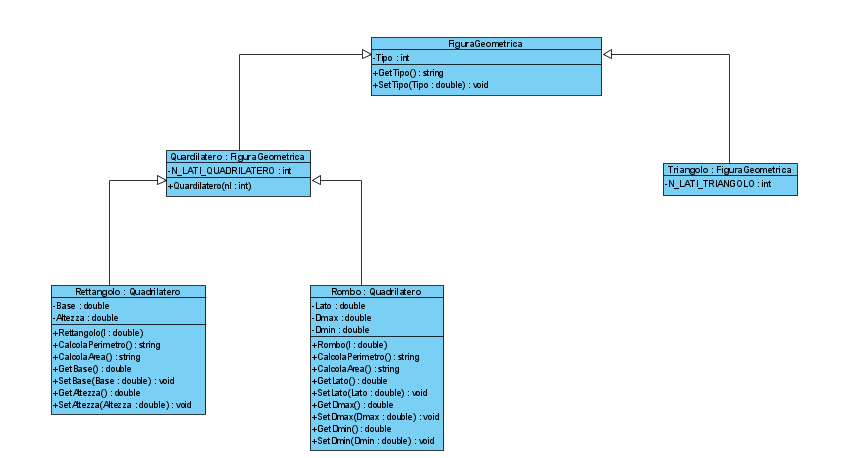 FiguraGeometrica
-Tipo : int
+GetTipo() : string
+SetTipo(Tipo : double) : void
Quardilatero : FiguraGeometrica
-N_LATI_QUADRILATERO : int
+Quardilatero(nl : int)
Triangolo : FiguraGeometrica
-N_LATI_TRIANGOLO : int
Rettangolo : Quadrilatero
-Base : double
-Altezza : double
+Rettangolo(l : double)
+CalcolaPerimetro() : string
+CalcolaArea() : string
+GetBase() : double
+SetBase(Base : double) : void
+GetAltezza() : double
+SetAltezza(Altezza : double) : void
Rombo : Quadrilatero
-Lato : double
-Dmax : double
-Dmin : double
+Rombo(l : double)
+CalcolaPerimetro() : string
+CalcolaArea() : string
+GetLato() : double
+SetLato(Lato : double) : void
+GetDmax() : double
+SetDmax(Dmax : double) : void
+GetDmin() : double
+SetDmin(Dmin : double) : void